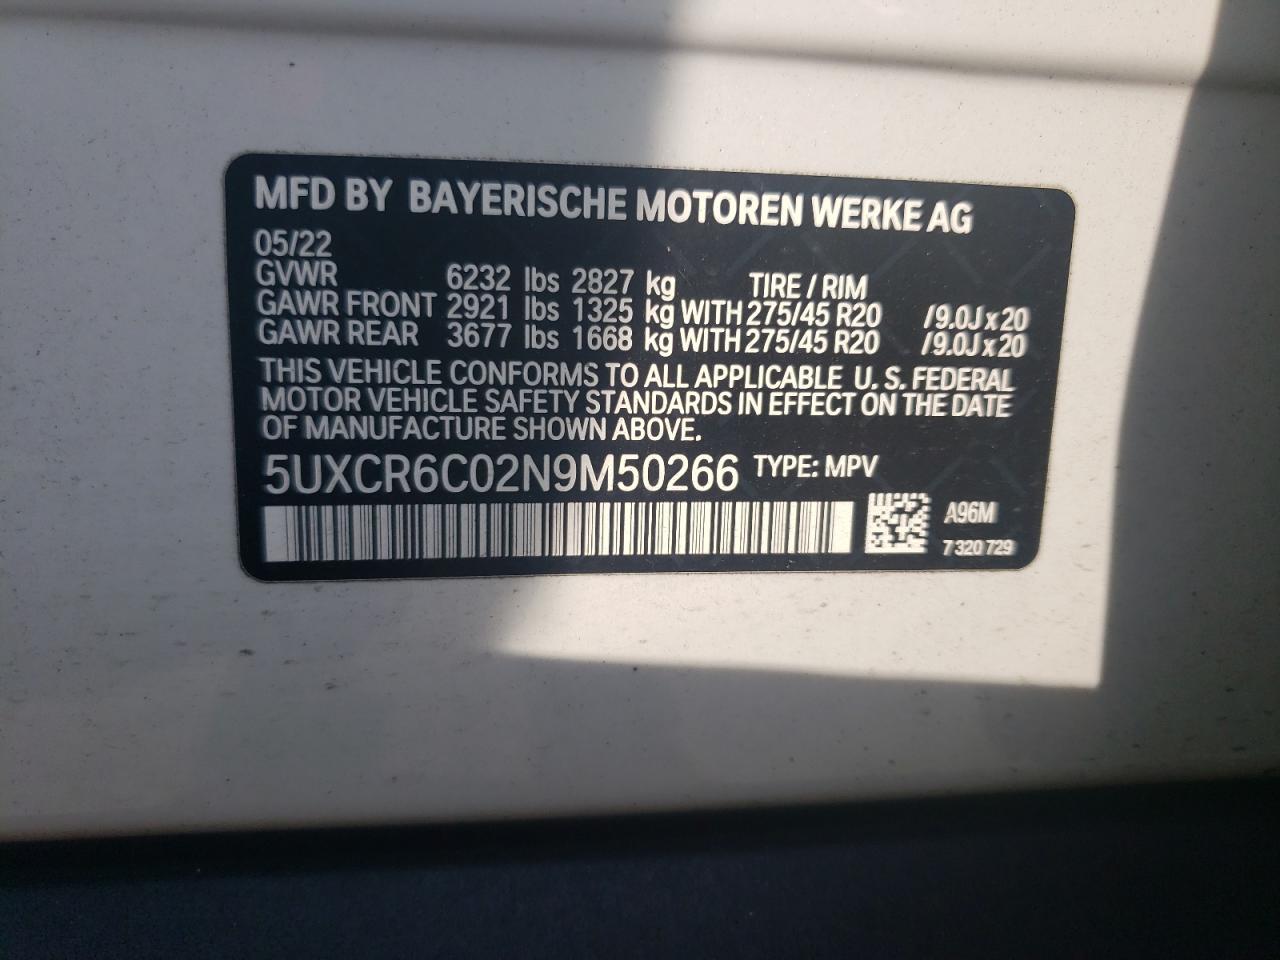 MFD BY BAYERISCHE MOTOREN WERKE AG
05/22
GVWR 6232 lbs 2827 kg TIRE / RIM
GAWR FRONT 2921 lbs 1325 kg WITH 275/45 R20 /9.0J x 20
GAWR REAR 3677 lbs 1668 kg WITH 275/45 R20 /9.0J x 20
THIS VEHICLE CONFORMS TO ALL APPLICABLE U. S. FEDERAL
MOTOR VEHICLE SAFETY STANDARDS IN EFFECT ON THE DATE
OF MANUFACTURE SHOWN ABOVE.
5UXCR6C02N9M50266 TYPE: MPV
A96M
7 320 729